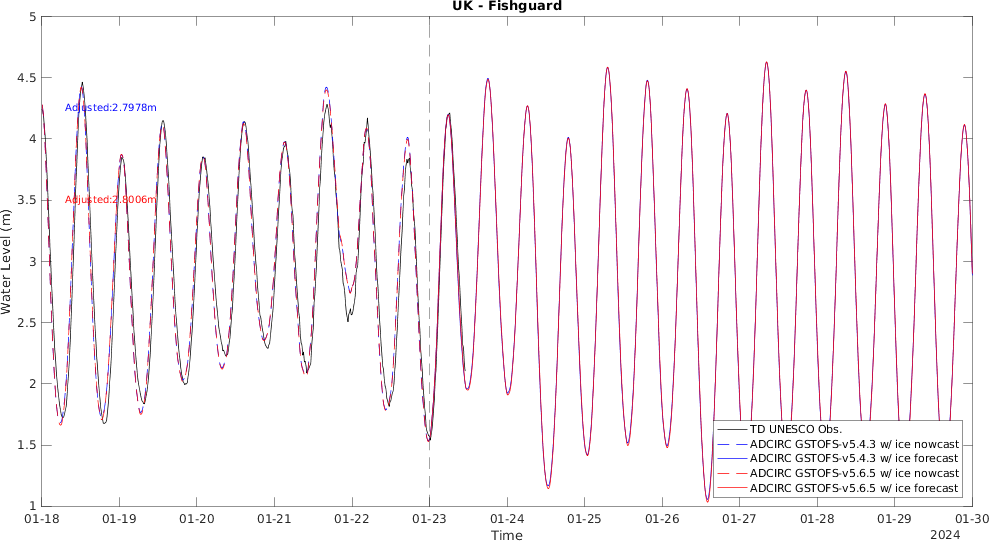 UK - Fishguard
5
4.5
4
3.5
3
2.5
2
1.5
1
Water Level (m)
Adjusted:2.7978m
Adjusted:2.8006m
TD UNESCO Obs.
ADCIRC GSTOFS-v5.4.3 w/ ice nowcast
ADCIRC GSTOFS-v5.4.3 w/ ice forecast
ADCIRC GSTOFS-v5.6.5 w/ ice nowcast
ADCIRC GSTOFS-v5.6.5 w/ ice forecast
01-18 01-19 01-20 01-21 01-22 01-23 01-24 01-25 01-26 01-27 01-28 01-29 01-30
Time
2024